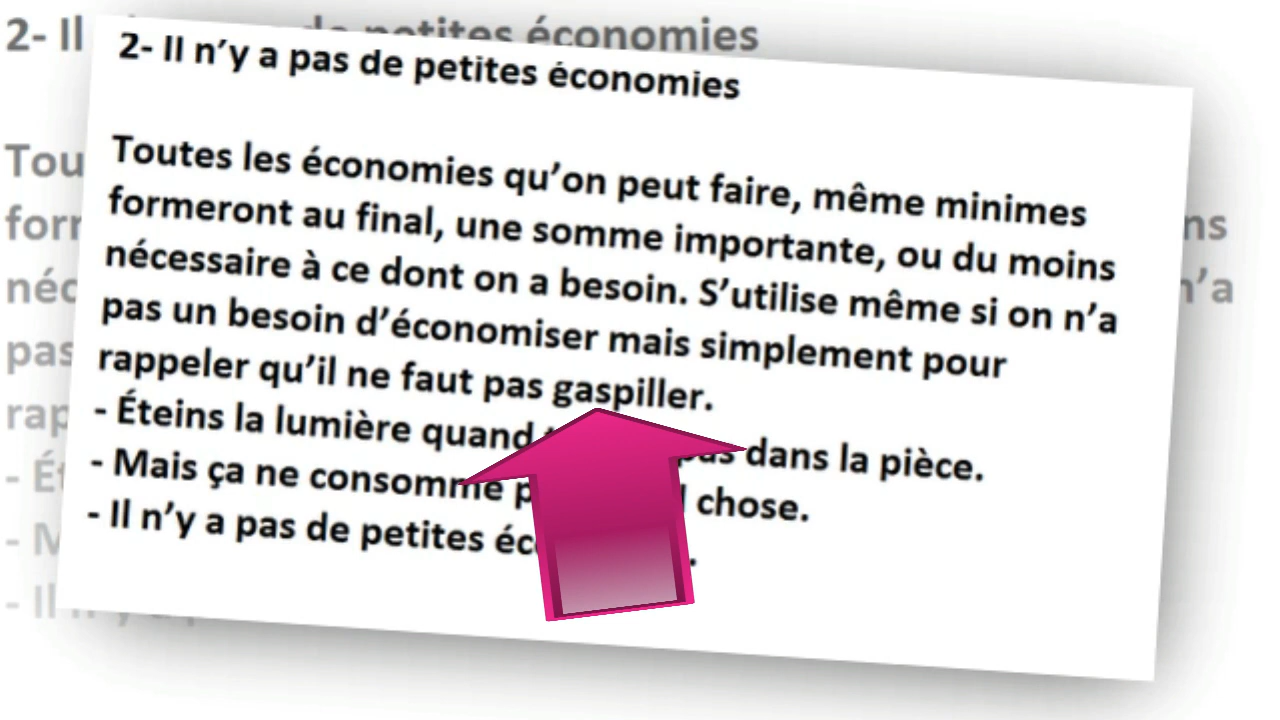 2- Il n’y a pas de petites économies
Toutes les économies qu’on peut faire, même minimes
formeront au final, une somme importante, ou du moins
nécessaire à ce dont on a besoin. S’utilise même si on n’a
pas un besoin d’économiser mais simplement pour
rappeler qu’il ne faut pas gaspiller.
- Éteins la lumière quand pas dans la pièce.
- Mais ça ne consomme chose.
- Il n’y a pas de petites